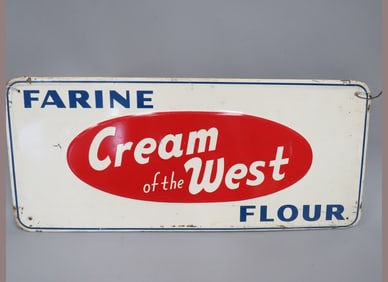 FARINE
Cream
of the West
FLOUR